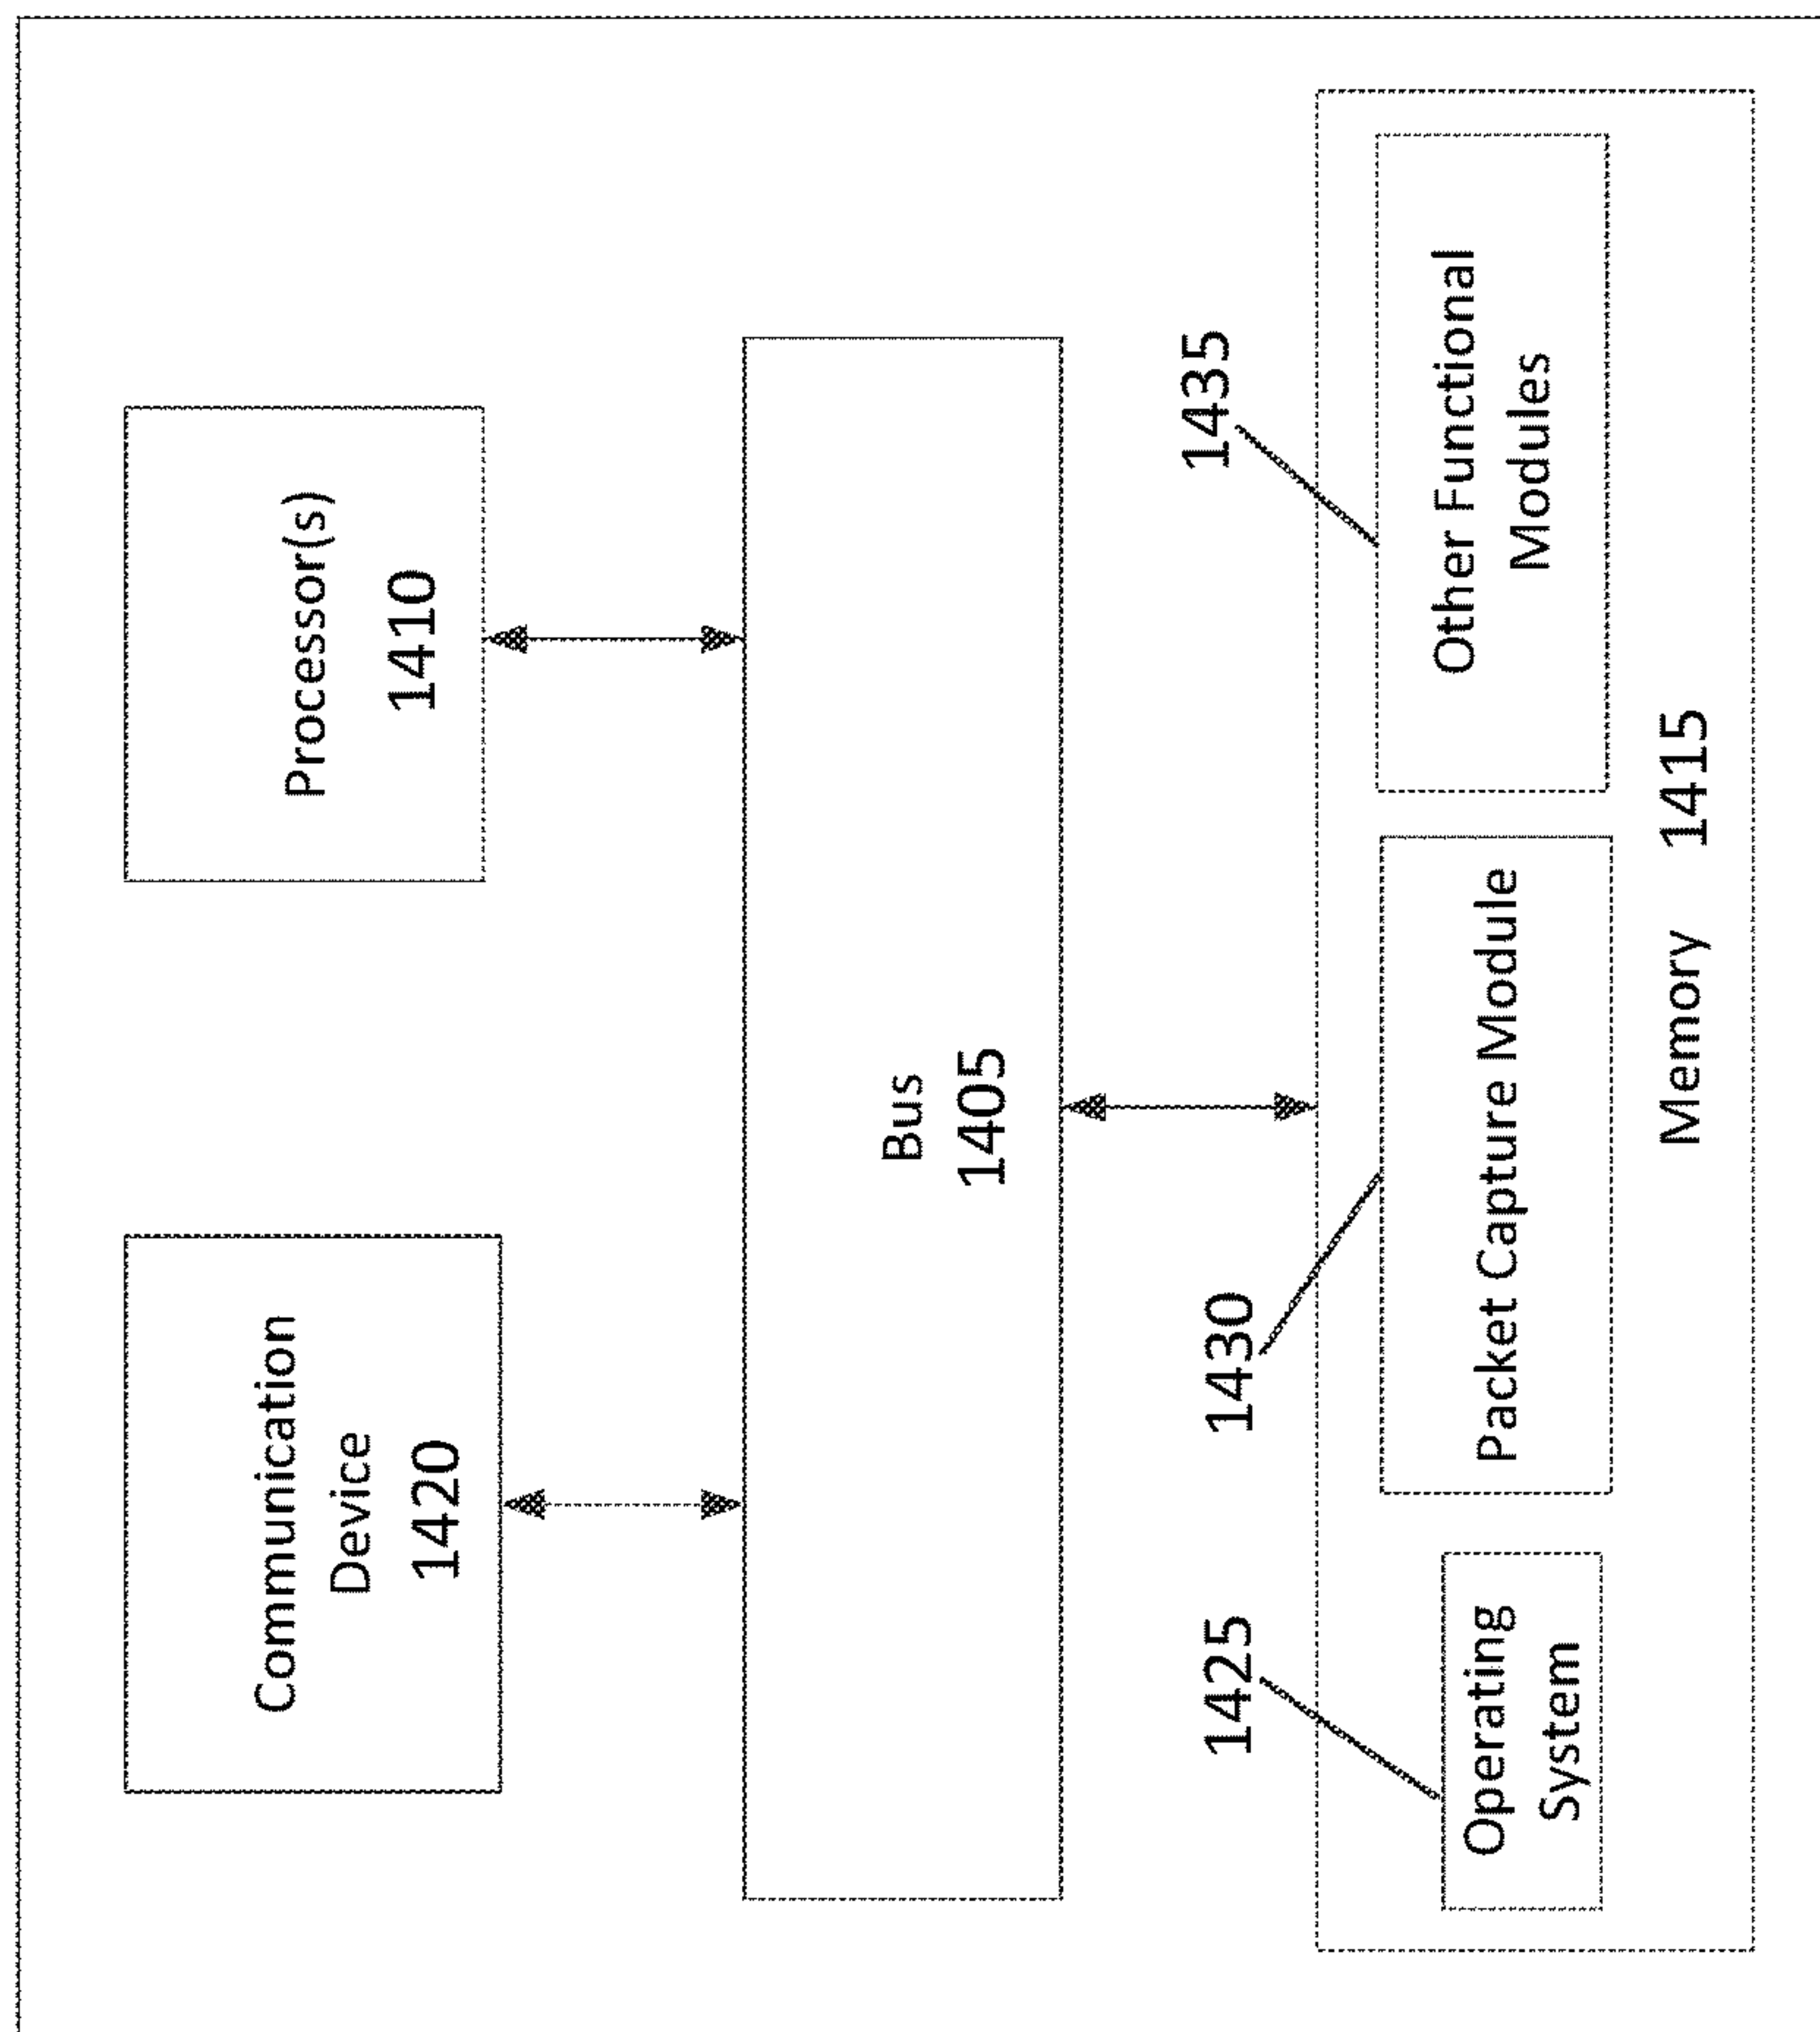 Communication
Device
1420
Processor(s)
1410
Bus
1405
1425
1430
1435
Operating
System
Packet Capture Module
Other Functional
Modules
Memory 1415